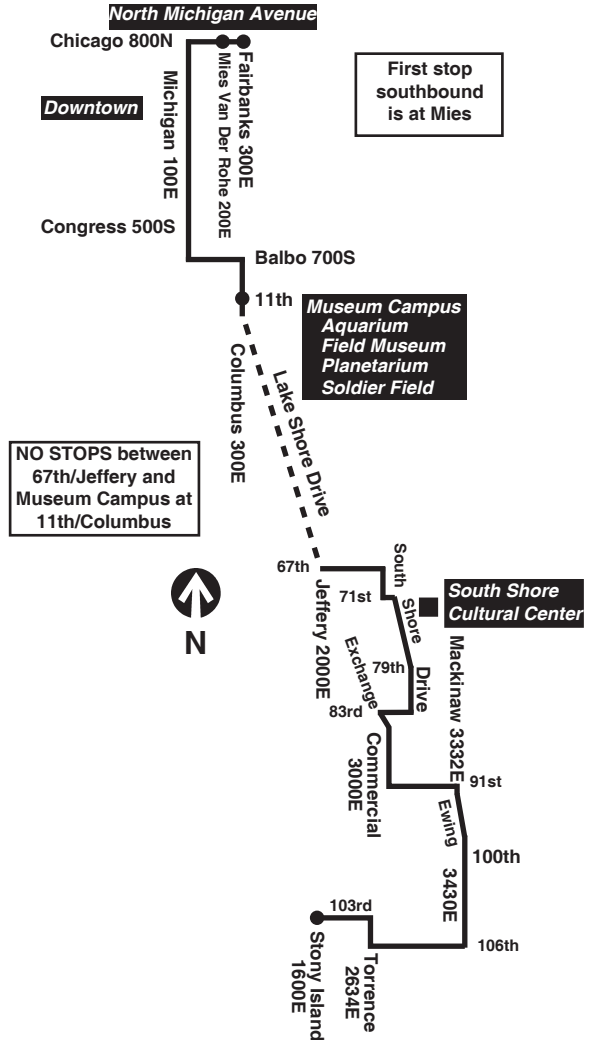 North Michigan Avenue
Chicago 800N
First stop
southbound
is at Mies
Fairbanks 300E
Mies Van Der Rohe 200E
Michigan 100E
Downtown
Congress 500S
Balbo 700S
11th
Museum Campus
Aquarium
Field Museum
Planetarium
Soldier Field
Columbus 300E
Lake Shore Drive
NO STOPS between
67th/Jeffery and
Museum Campus at
11th/Columbus
67th
South
Shore
Drive
71st
Jeffery 2000E
South Shore
Cultural Center
N
79th
Exchange
Mackinaw 3332E
83rd
Commercial
3000E
91st
Ewing
3430E
100th
103rd
106th
Stony Island
1600E
Torrence
2634E